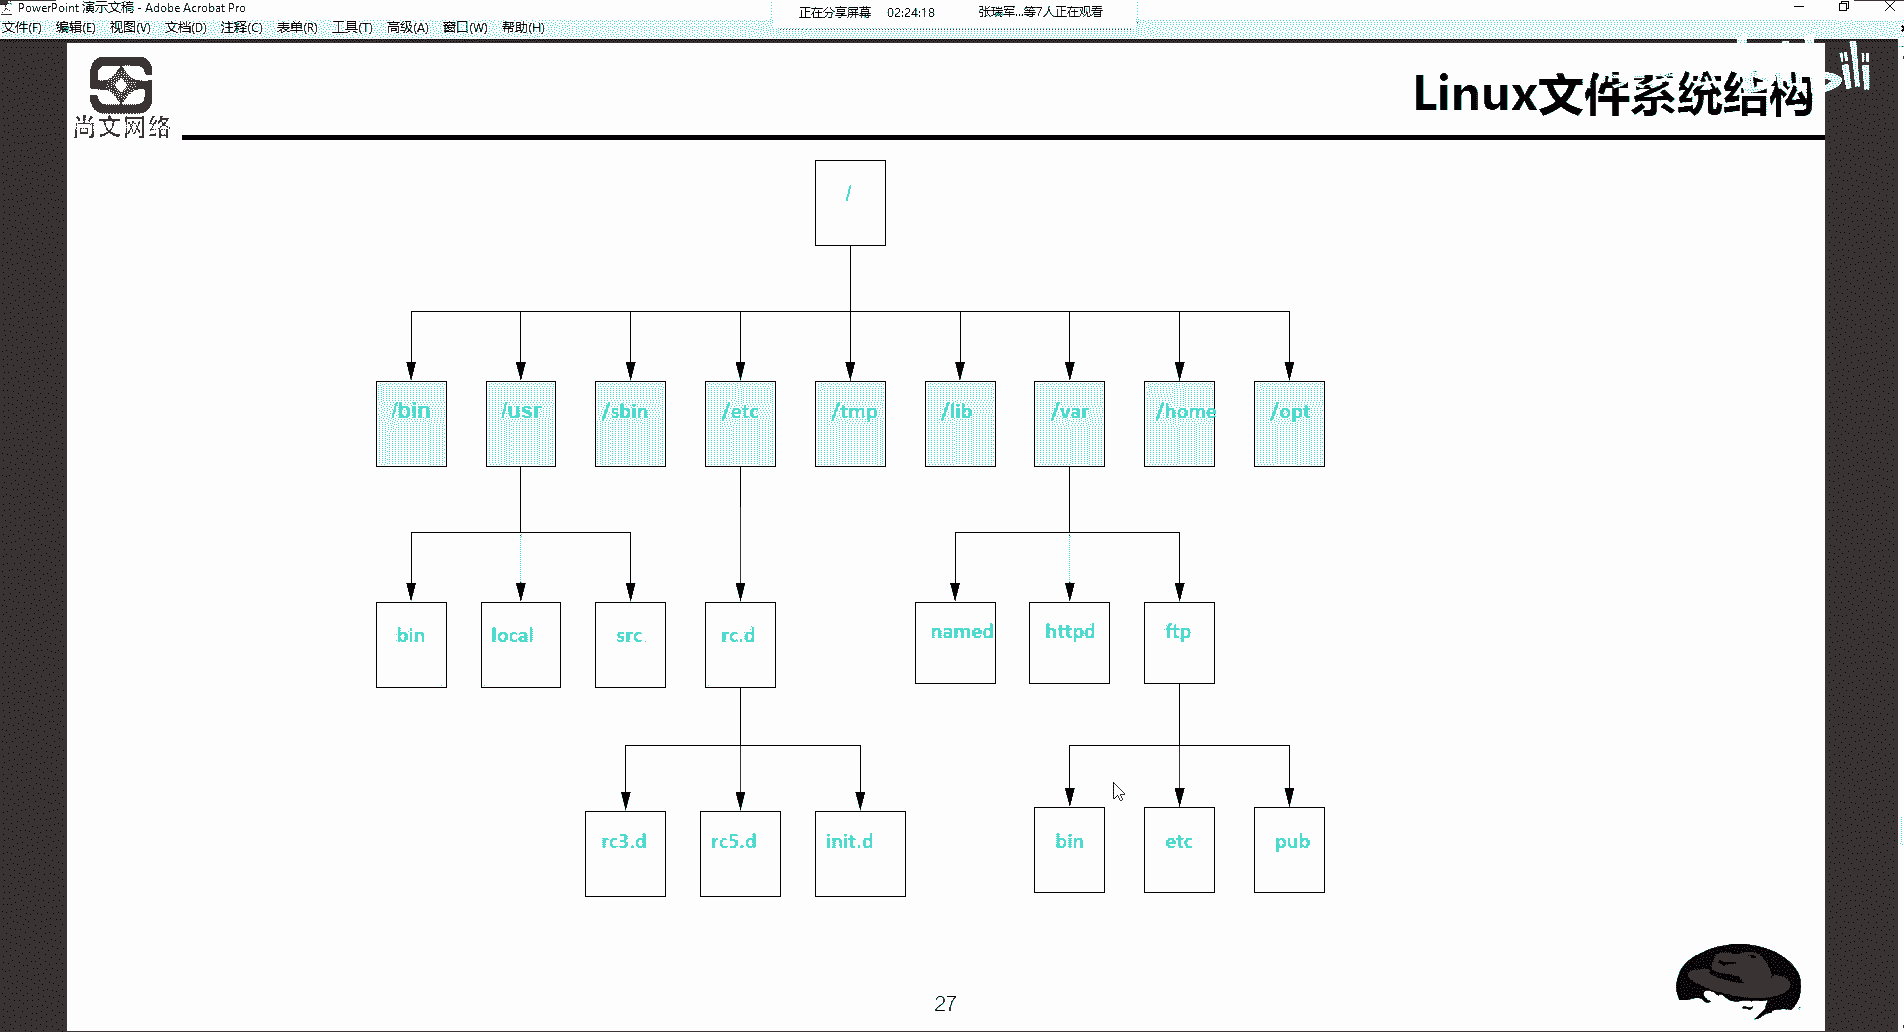 PowerPoint 演示文稿 - Adobe Acrobat Pro
正在分享屏幕 02:24:18 张瑞军...等7人正在观看
文件(F) 编辑(E) 视图(V) 文档(D) 注释(C) 表单(R) 工具(T) 高级(A) 窗口(W) 帮助(H)
尚文网络
Linux文件系统结构
/
/bin /usr /sbin /etc /tmp /lib /var /home /opt
bin local src rc.d named httpd ftp
rc3.d rc5.d init.d bin etc pub
27